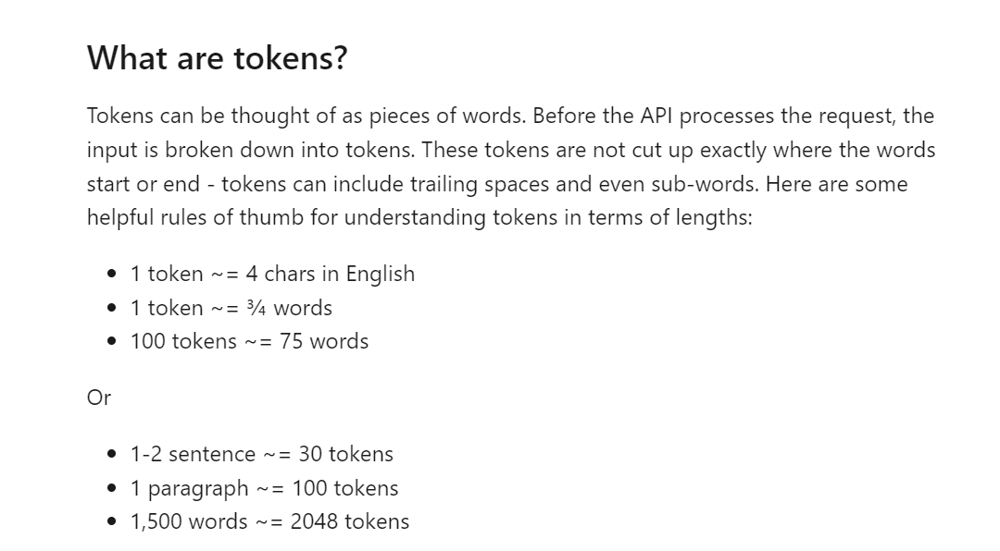 What are tokens?
Tokens can be thought of as pieces of words. Before the API processes the request, the
input is broken down into tokens. These tokens are not cut up exactly where the words
start or end - tokens can include trailing spaces and even sub-words. Here are some
helpful rules of thumb for understanding tokens in terms of lengths:
• 1 token ~= 4 chars in English
• 1 token ~= ¾ words
• 100 tokens ~= 75 words
Or
• 1-2 sentence ~= 30 tokens
• 1 paragraph ~= 100 tokens
• 1,500 words ~= 2048 tokens